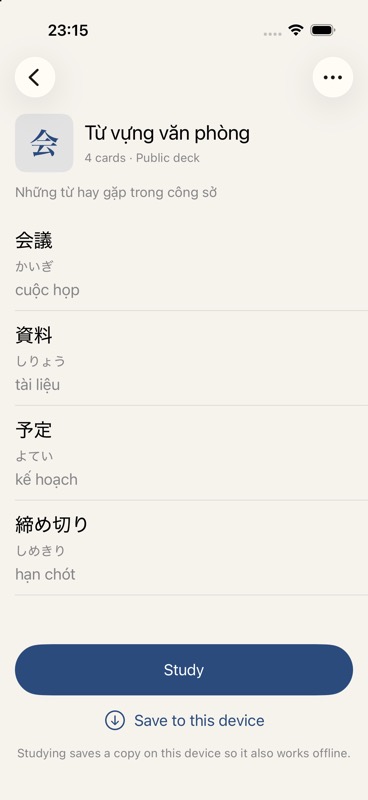 23:15
会
Từ vựng văn phòng
4 cards · Public deck
Những từ hay gặp trong công sở
会議
かいぎ
cuộc họp
資料
しりょう
tài liệu
予定
よてい
kế hoạch
締め切り
しめきり
hạn chót
Study
Save to this device
Studying saves a copy on this device so it also works offline.